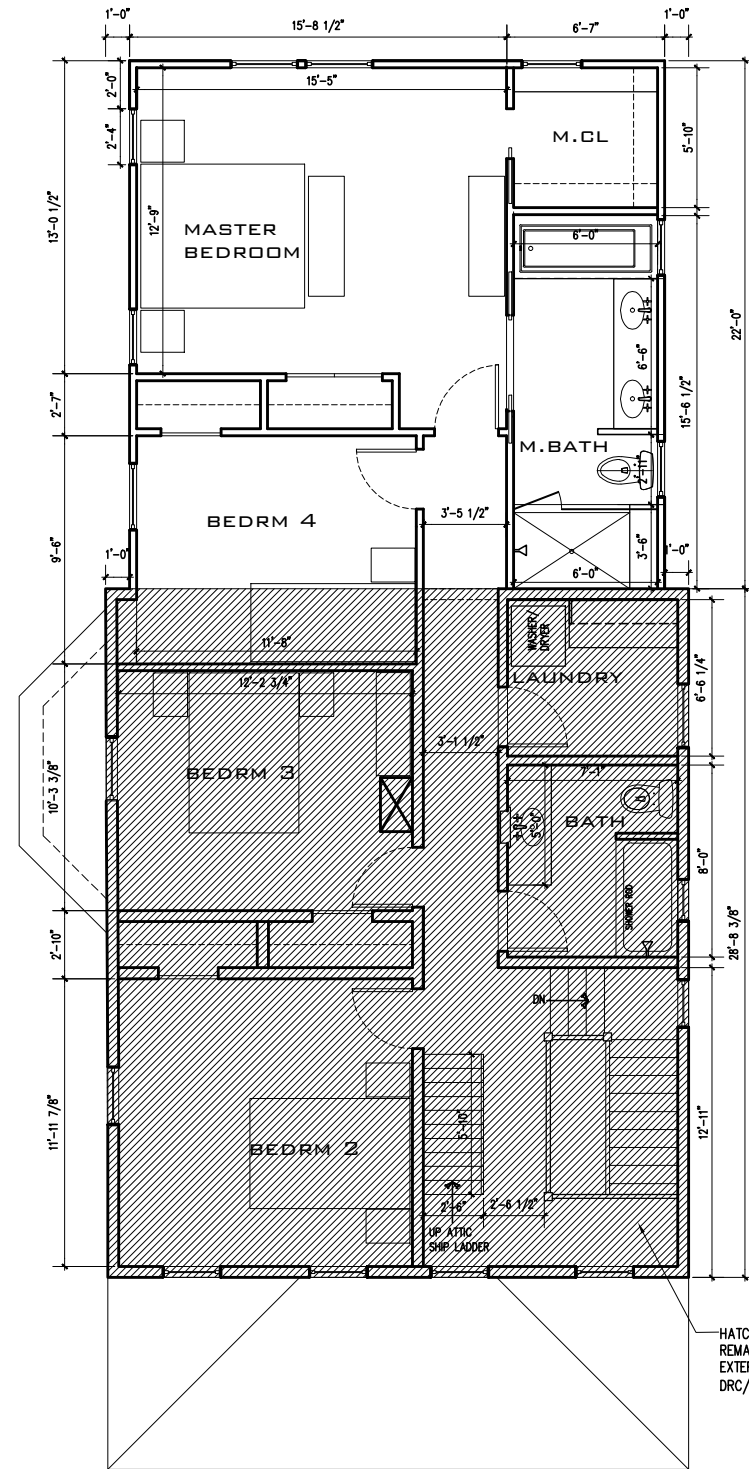 1'-0"
15'-8 1/2"
6'-7"
1'-0"
15'-5"
2'-0"
2'-4"
13'-0 1/2"
12'-9"
M.CL
5'-10"
MASTER
BEDROOM
6'-0"
6'-6"
22'-0"
15'-6 1/2"
2'-7"
M.BATH
2'-11"
BEDRM 4
3'-5 1/2"
9'-6"
3'-6"
1'-0"
1'-0"
6'-0"
11'-8"
WASHER/
DRYER
LAUNDRY
6'-6 1/4"
12'-2 3/4"
3'-1 1/2"
BEDRM 3
10'-3 3/8"
7'-1"
BATH
5'-0"
8'-0"
SHOWER ROD
28'-8 3/8"
2'-10"
DN
12'-11"
11'-11 7/8"
5'-10"
BEDRM 2
2'-6"
2'-6 1/2"
UP ATTIC
SHIP LADDER
HATC
REMA
EXTE
DRC/